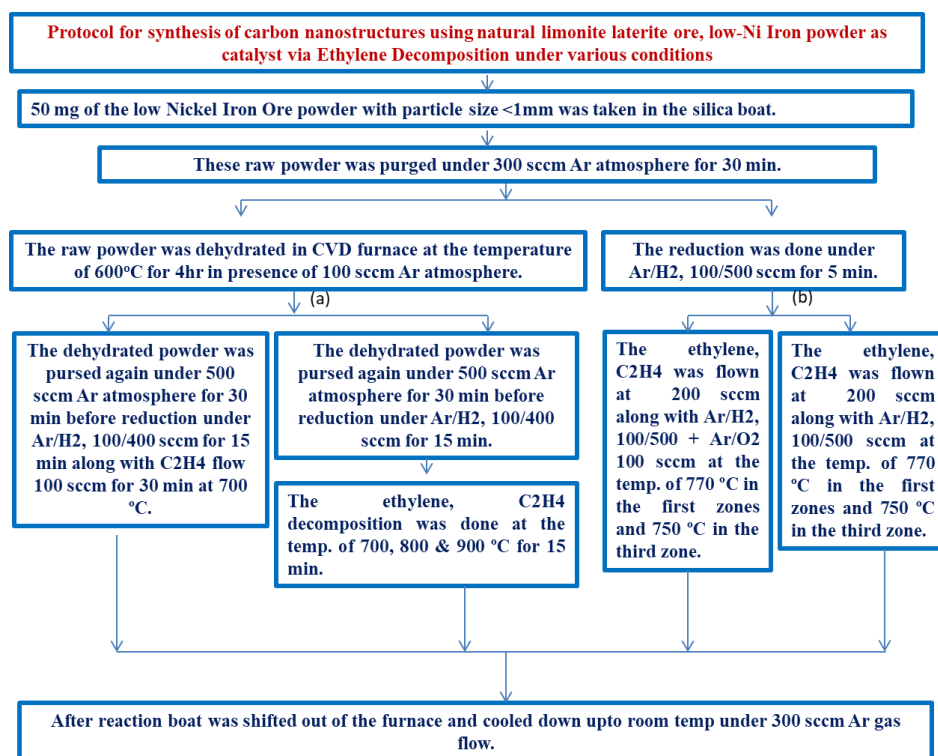 Protocol for synthesis of carbon nanostructures using natural limonite laterite ore, low-Ni Iron powder as
catalyst via Ethylene Decomposition under various conditions
50 mg of the low Nickel Iron Ore powder with particle size <1mm was taken in the silica boat.
These raw powder was purged under 300 sccm Ar atmosphere for 30 min.
The raw powder was dehydrated in CVD furnace at the temperature
of 600ºC for 4hr in presence of 100 sccm Ar atmosphere.
The reduction was done under
Ar/H2, 100/500 sccm for 5 min.
(a)
(b)
The dehydrated powder was
pursed again under 500
sccm Ar atmosphere for 30
min before reduction under
Ar/H2, 100/400 sccm for 15
min along with C2H4 flow
100 sccm for 30 min at 700
ºC.
The dehydrated powder was
pursed again under 500 sccm Ar
atmosphere for 30 min before
reduction under Ar/H2, 100/400
sccm for 15 min.
The ethylene, C2H4
decomposition was done at the
temp. of 700, 800 & 900 ºC for 15
min.
The ethylene,
C2H4 was flown
at 200 sccm
along with Ar/H2,
100/500 + Ar/O2
100 sccm at the
temp. of 770 ºC in
the first zones
and 750 ºC in the
third zone.
The ethylene,
C2H4 was flown
at 200 sccm
along with Ar/H2,
100/500 sccm at
the temp. of 770
ºC in the first
zones and 750 ºC
in the third zone.
After reaction boat was shifted out of the furnace and cooled down upto room temp under 300 sccm Ar gas
flow.